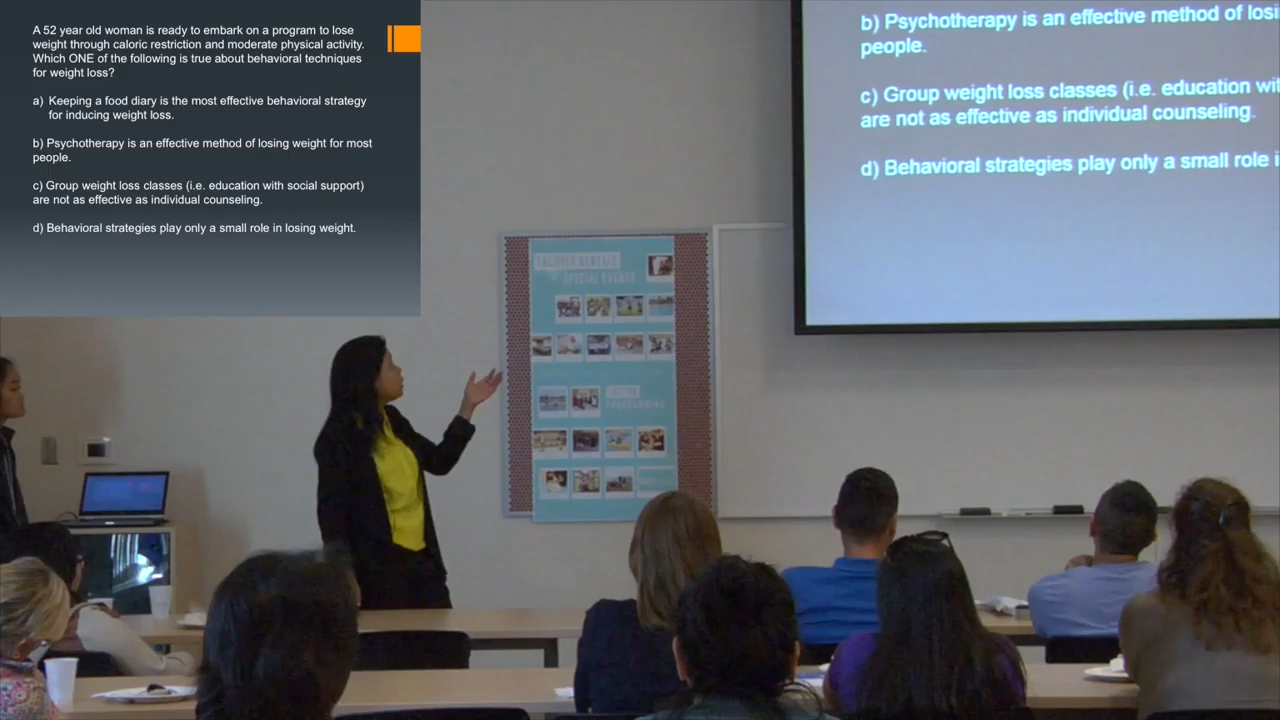 A 52 year old woman is ready to embark on a program to lose
weight through caloric restriction and moderate physical activity.
Which ONE of the following is true about behavioral techniques
for weight loss?
a) Keeping a food diary is the most effective behavioral strategy
for inducing weight loss.
b) Psychotherapy is an effective method of losing weight for most
people.
c) Group weight loss classes (i.e. education with social support)
are not as effective as individual counseling.
d) Behavioral strategies play only a small role in losing weight.
b) Psychotherapy is an effective method of losi
people.
c) Group weight loss classes (i.e. education wit
are not as effective as individual counseling.
d) Behavioral strategies play only a small role i
FACILITY RENTALS
SPECIAL EVENTS
PROGRAMMING